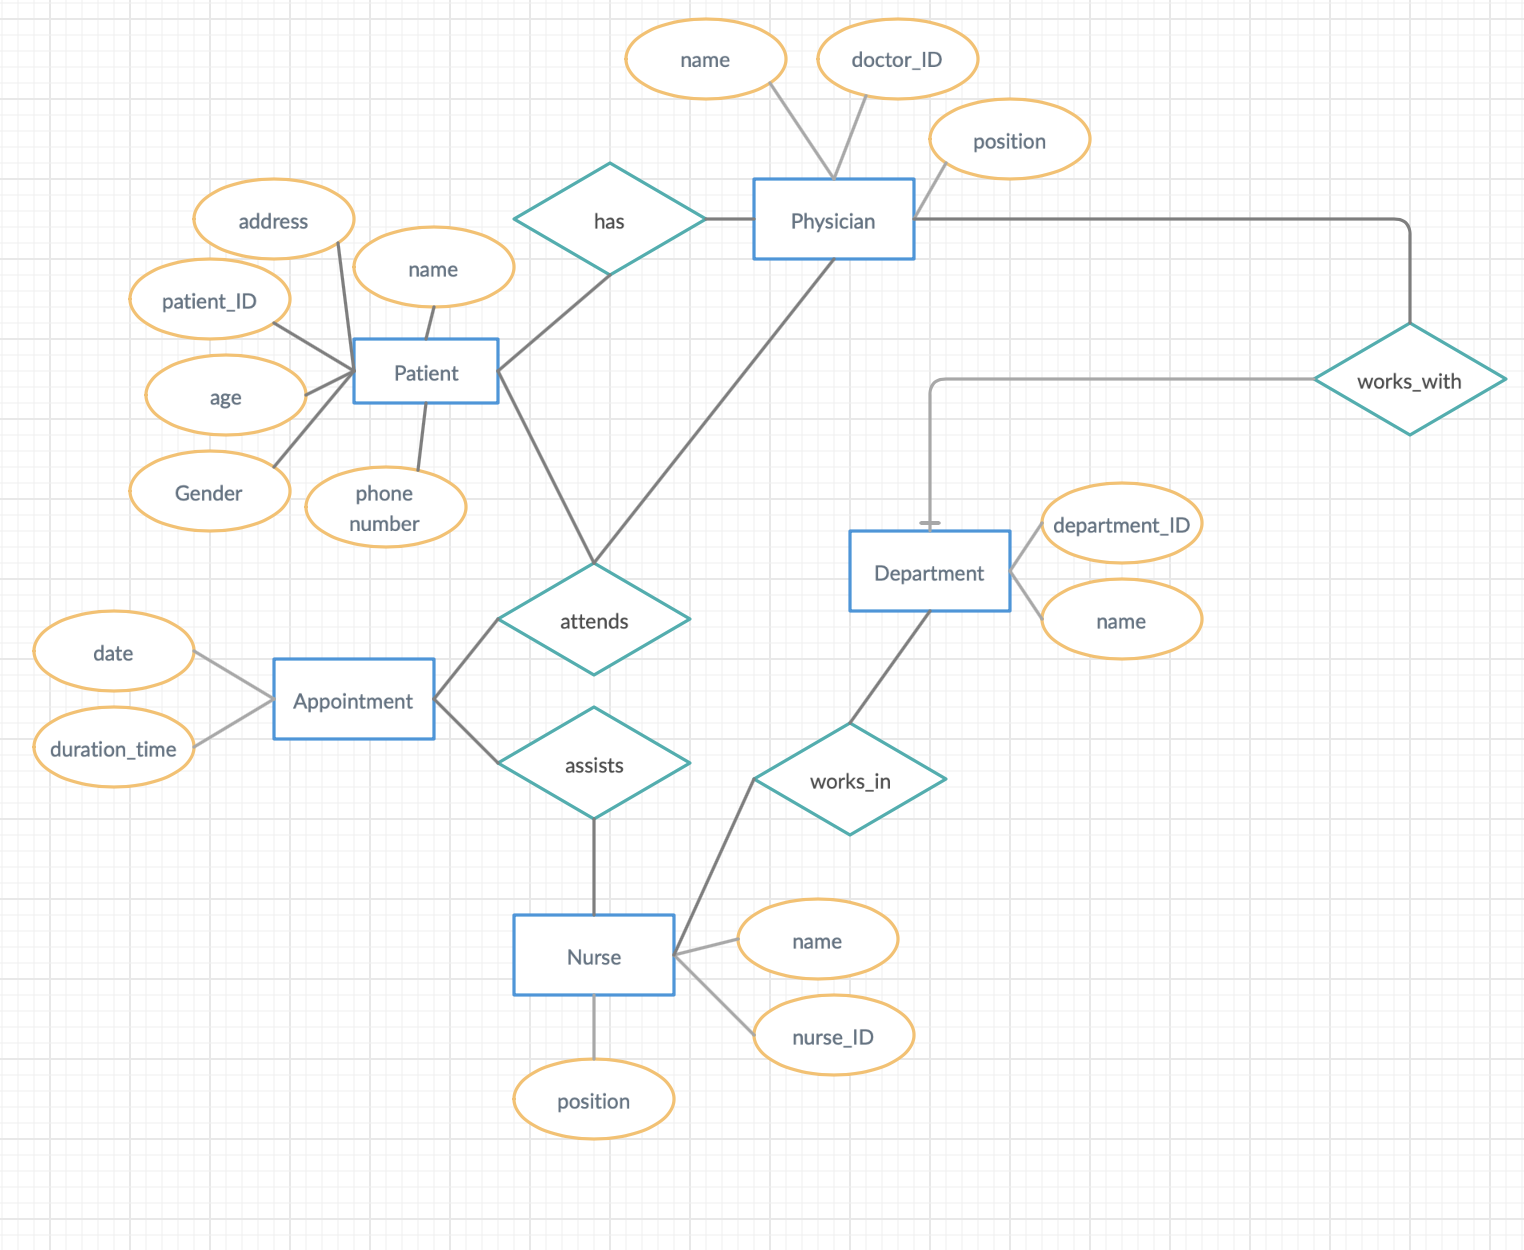 name
doctor_ID
position
address
has
Physician
name
patient_ID
Patient
works_with
age
Gender
phone
number
department_ID
Department
attends
name
date
Appointment
duration_time
assists
works_in
name
Nurse
nurse_ID
position